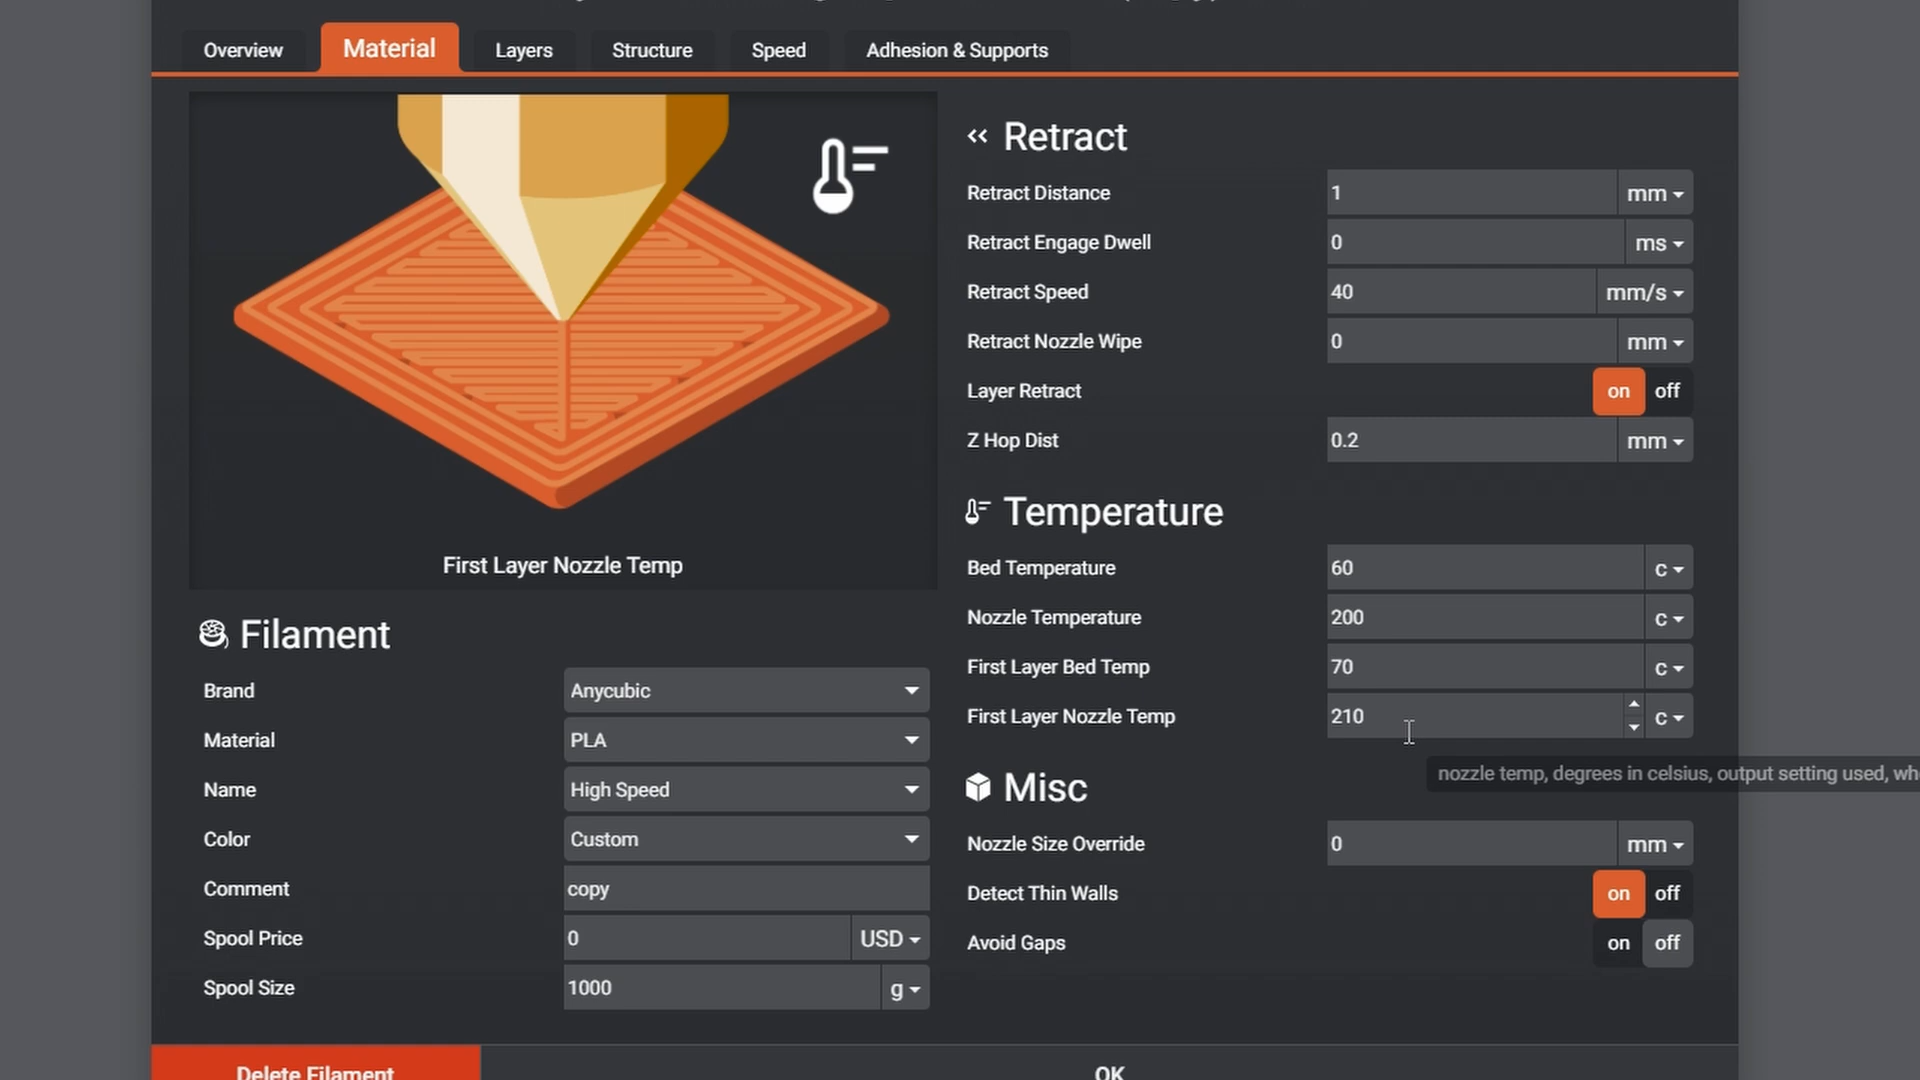 Overview
Material
Layers
Structure
Speed
Adhesion & Supports
First Layer Nozzle Temp
Filament
Brand
Anycubic
Material
PLA
Name
High Speed
Color
Custom
Comment
copy
Spool Price
0
USD
Spool Size
1000
g
Retract
Retract Distance
1
mm
Retract Engage Dwell
0
ms
Retract Speed
40
mm/s
Retract Nozzle Wipe
0
mm
Layer Retract
on
off
Z Hop Dist
0.2
mm
Temperature
Bed Temperature
60
c
Nozzle Temperature
200
c
First Layer Bed Temp
70
c
First Layer Nozzle Temp
210
c
nozzle temp, degrees in celsius, output setting used,
Misc
Nozzle Size Override
0
mm
Detect Thin Walls
on
off
Avoid Gaps
on
off
Delete Filament
OK